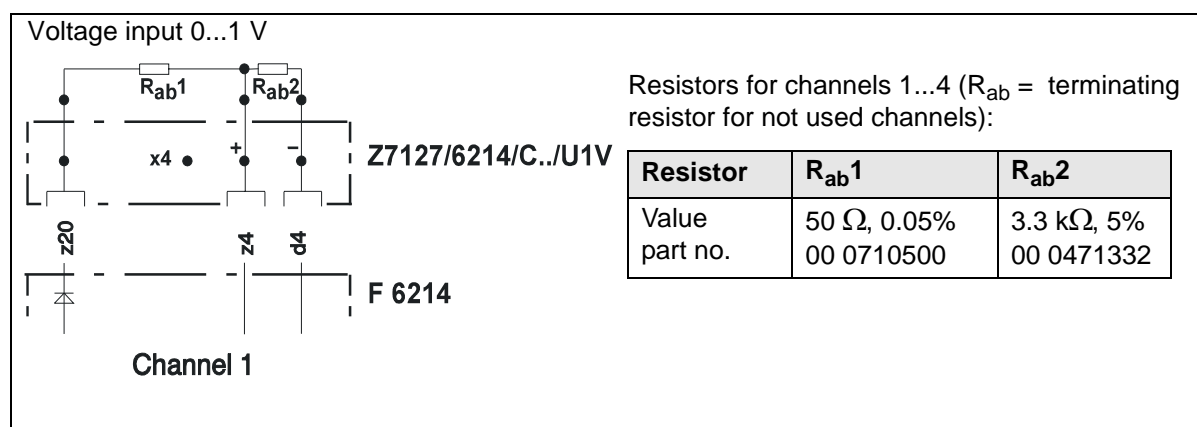 Voltage input 0...1 V
Rab1
Rab2
x4
+
−
Z7127/6214/C../U1V
z20
z4
d4
F 6214
Channel 1
Resistors for channels 1...4 (Rab = terminating
resistor for not used channels):
Resistor Rab1 Rab2
Value 50 Ω, 0.05% 3.3 kΩ, 5%
part no. 00 0710500 00 0471332